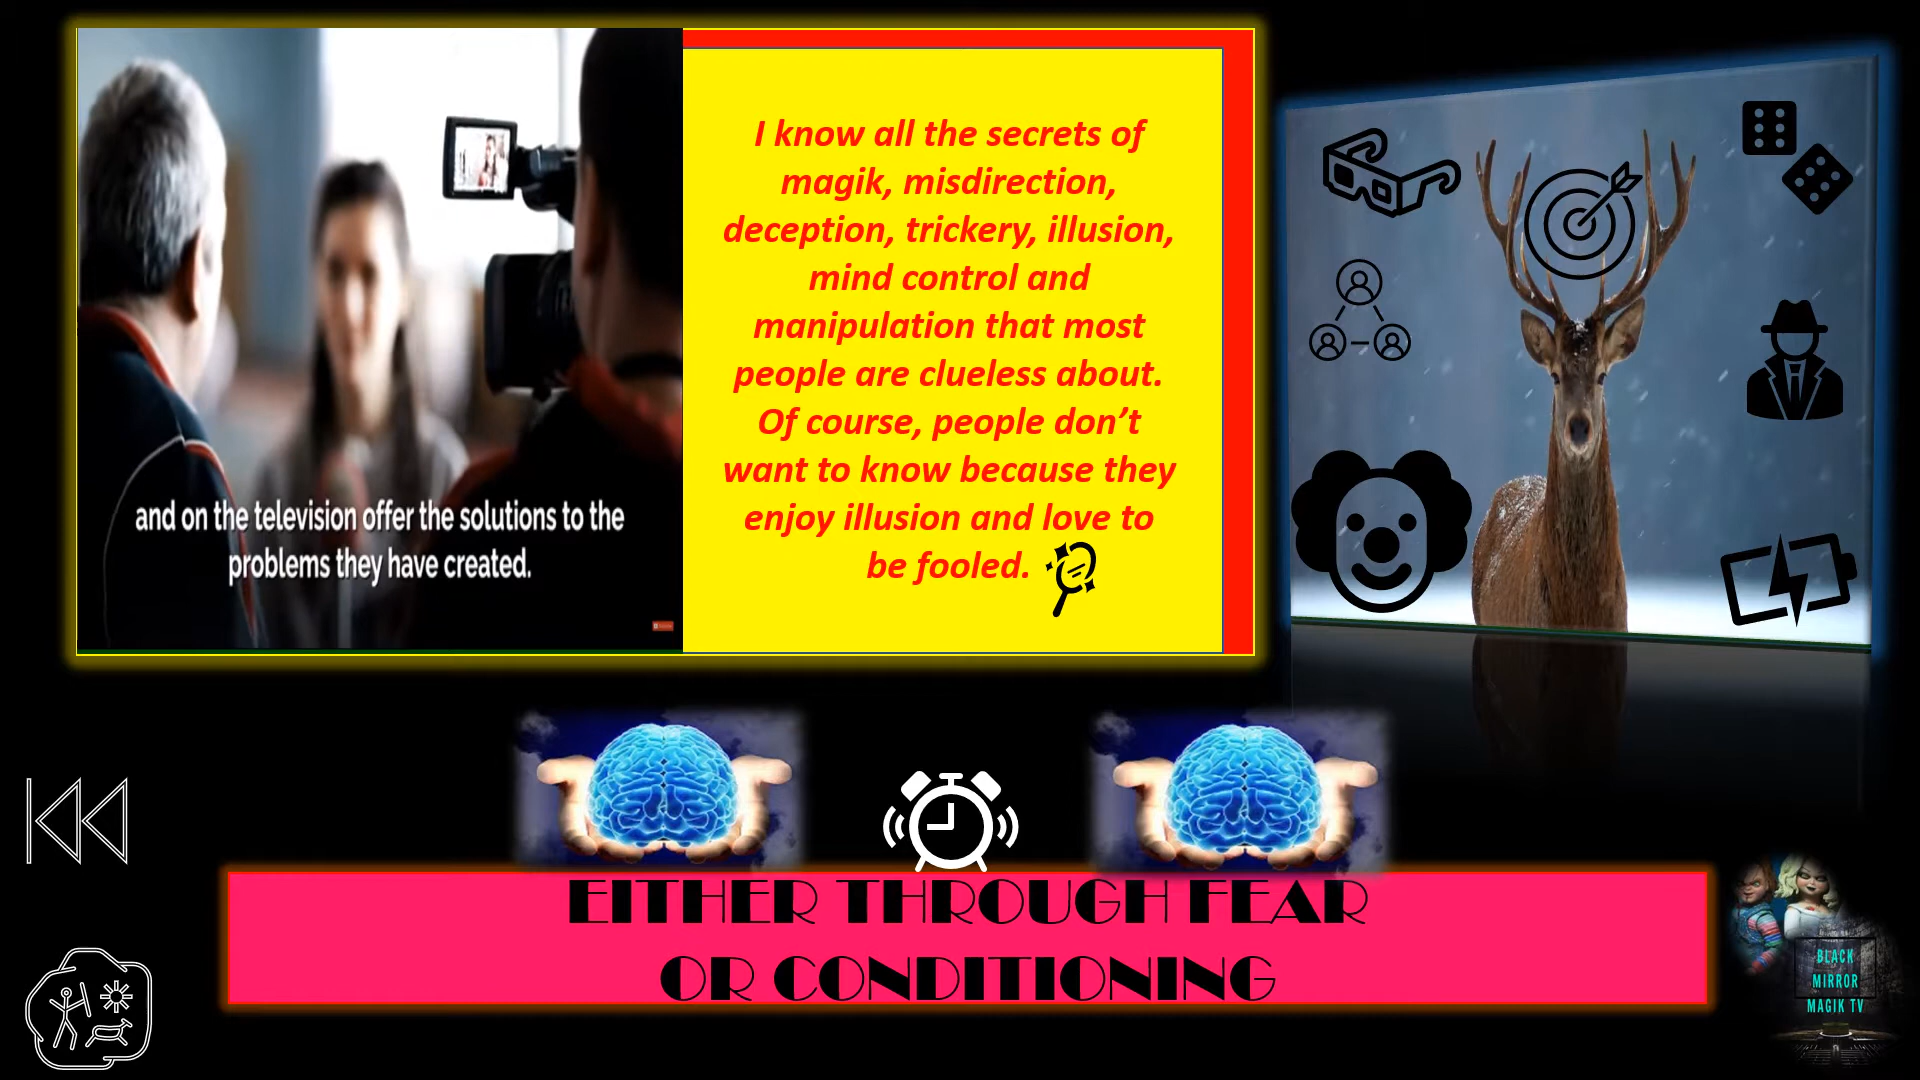 and on the television offer the solutions to the
problems they have created.
I know all the secrets of
magik, misdirection,
deception, trickery, illusion,
mind control and
manipulation that most
people are clueless about.
Of course, people don’t
want to know because they
enjoy illusion and love to
be fooled.
EITHER THROUGH FEAR
OR CONDITIONING
BLACK
MIRROR
MAGIK TV